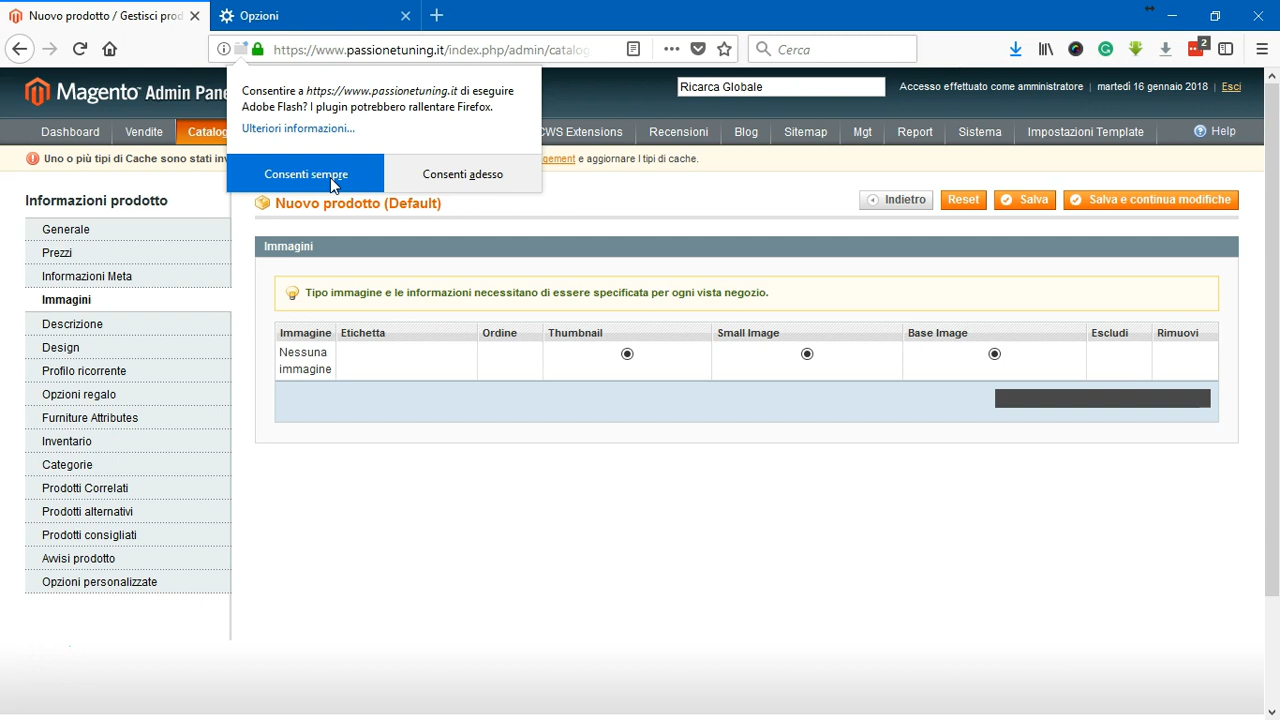 Nuovo prodotto / Gestisci prod
Opzioni
https://www.passionetuning.it/index.php/admin/catalog
Cerca
2
Magento Admin Pane
Ricarca Globale
Accesso effettuato come amministratore | martedì 16 gennaio 2018 | Esci
Consentire a https://www.passionetuning.it di eseguire
Adobe Flash? I plugin potrebbero rallentare Firefox.
Ulteriori informazioni...
Consenti sempre
Consenti adesso
Dashboard
Vendite
Catalog
CWS Extensions
Recensioni
Blog
Sitemap
Mgt
Report
Sistema
Impostazioni Template
Help
Uno o più tipi di Cache sono stati inv
gement e aggiornare i tipi di cache.
Informazioni prodotto
Generale
Prezzi
Informazioni Meta
Immagini
Descrizione
Design
Profilo ricorrente
Opzioni regalo
Furniture Attributes
Inventario
Categorie
Prodotti Correlati
Prodotti alternativi
Prodotti consigliati
Avvisi prodotto
Opzioni personalizzate
Nuovo prodotto (Default)
Indietro
Reset
Salva
Salva e continua modifiche
Immagini
Tipo immagine e le informazioni necessitano di essere specificata per ogni vista negozio.
Immagine
Etichetta
Ordine
Thumbnail
Small Image
Base Image
Escludi
Rimuovi
Nessuna
immagine